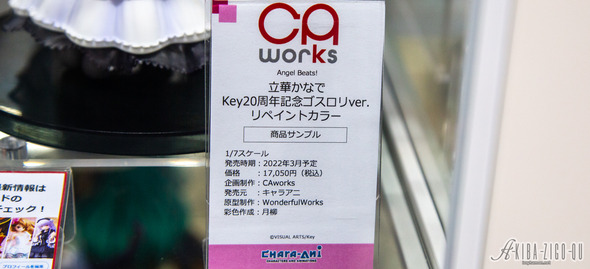 CA
works
Angel Beats!
立華かなで
Key20周年記念ゴスロリver.
リペイントカラー
商品サンプル
1/7スケール
発売時期：2022年3月予定
価格　　：17,050円（税込）
企画制作：CAworks
発売元　：キャラアニ
原型制作：WonderfulWorks
彩色作成：月柳
©VISUAL ARTS/Key
CHARA-ANI
CHARACTERS AND ANIMATIONS
最新情報は
ドの
チェック！
AKIBA-ZIGO-OU